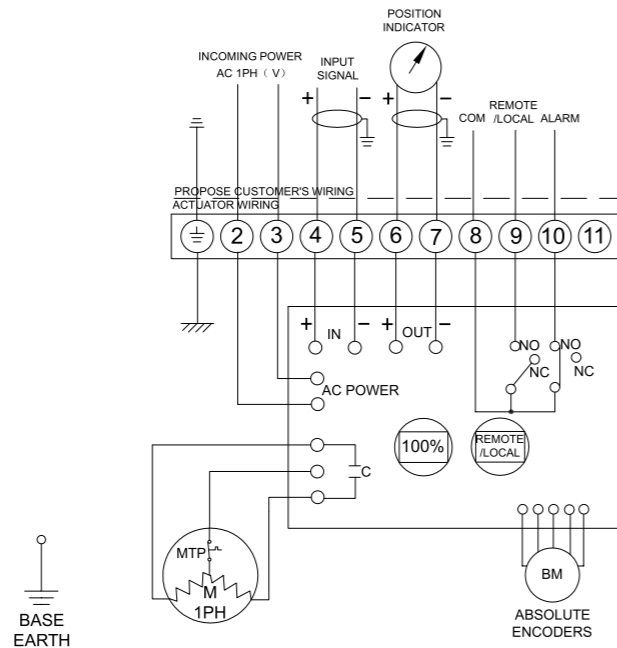 POSITION
INDICATOR
INCOMING POWER
AC 1PH ( V )
INPUT
SIGNAL
+ − + −
COM
REMOTE
/LOCAL
ALARM
PROPOSE CUSTOMER'S WIRING
ACTUATOR WIRING
2 3 4 5 6 7 8 9 10 11
+ IN − + OUT −
NO
NC
NO
NC
AC POWER
100%
REMOTE
/LOCAL
C
MTP
M
1PH
BM
BASE
EARTH
ABSOLUTE
ENCODERS